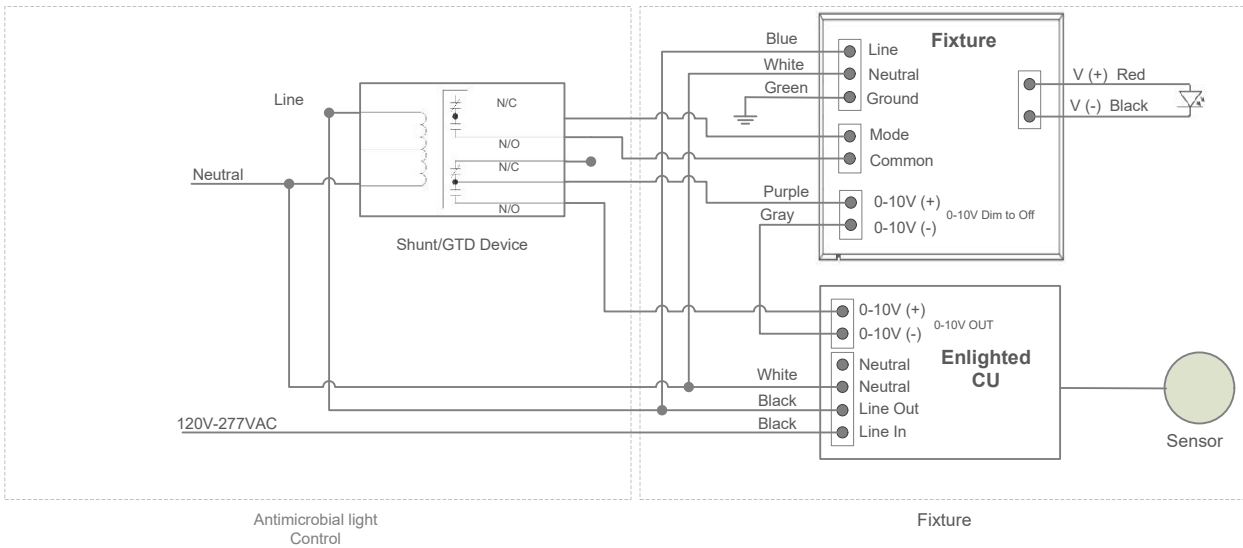 Line
Neutral
120V-277VAC
N/C
N/O
N/C
N/O
Shunt/GTD Device
Blue
White
Green
Purple
Gray
Fixture
Line
Neutral
Ground
Mode
Common
0-10V (+)
0-10V (-)
0-10V Dim to Off
V (+) Red
V (-) Black
0-10V (+)
0-10V (-)
0-10V OUT
Enlighted
CU
Neutral
Neutral
Line Out
Line In
White
Black
Black
Sensor
Antimicrobial light
Control
Fixture